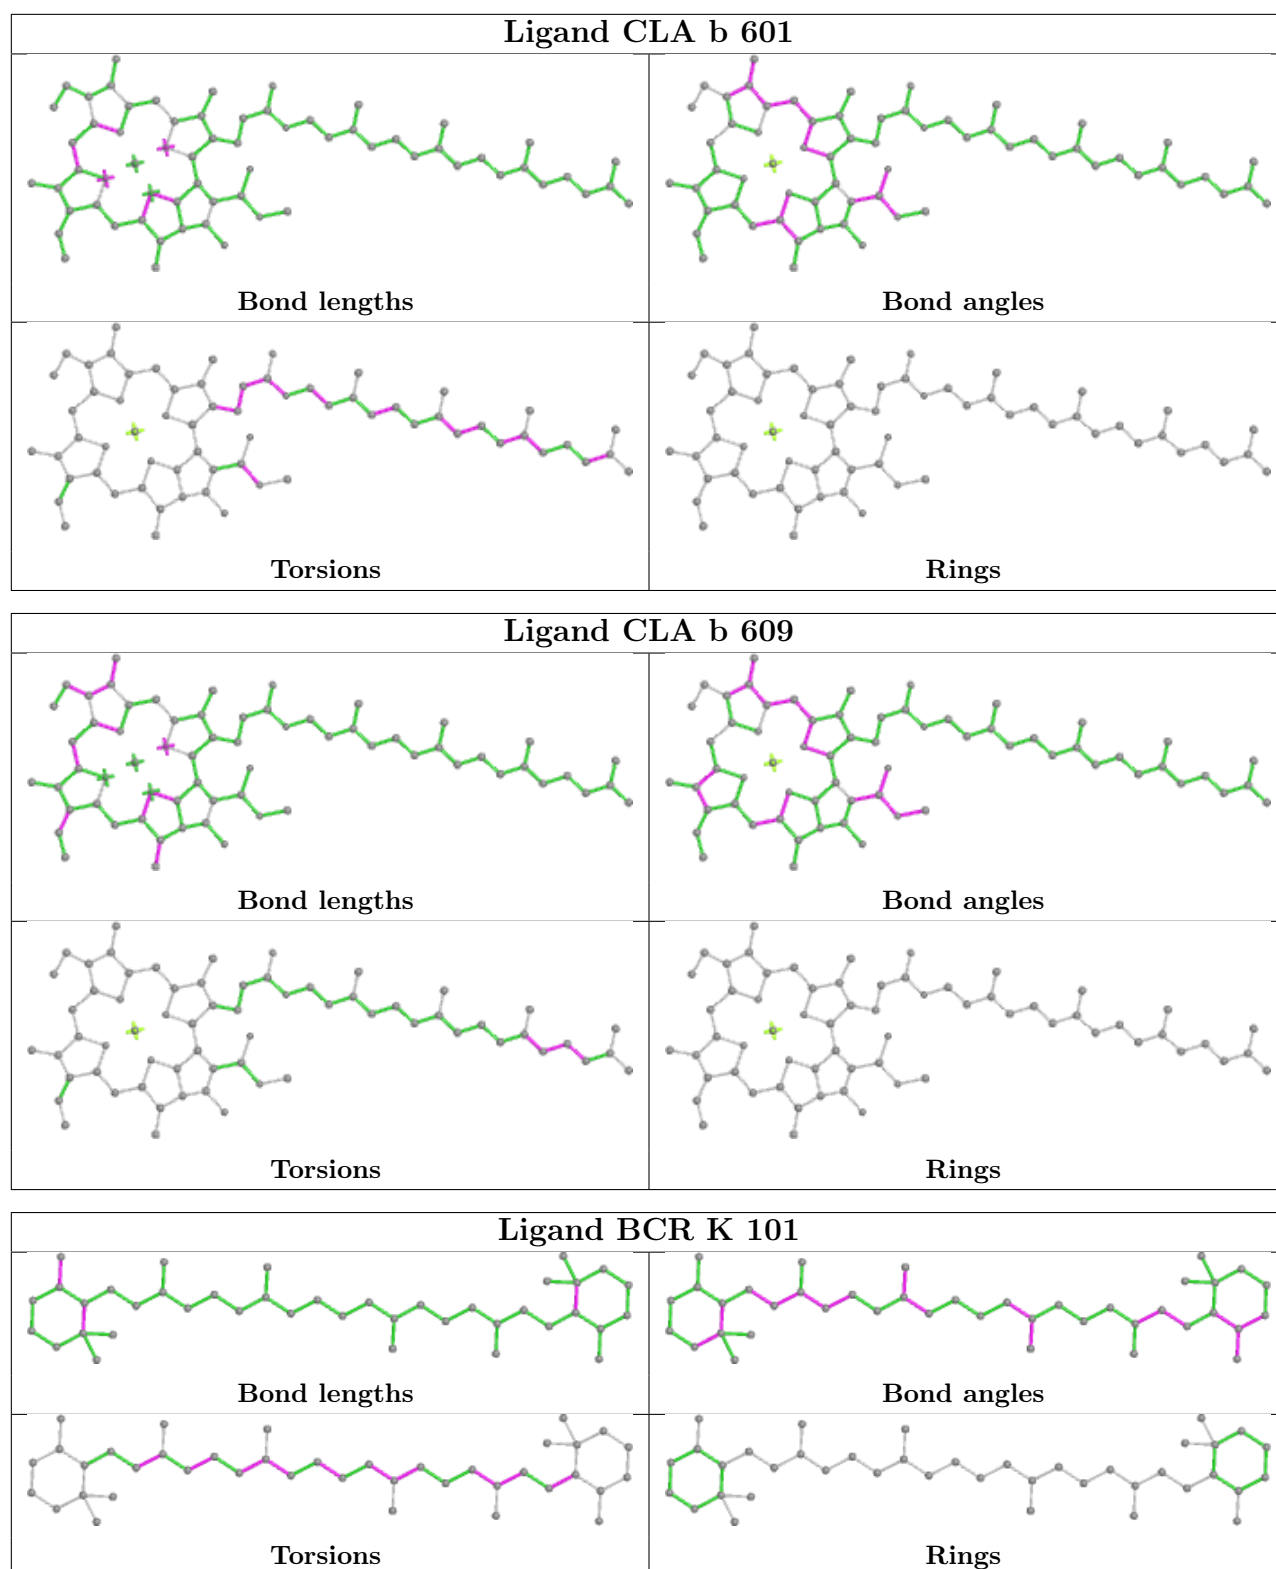 Ligand CLA b 601
Bond lengths
Bond angles
Torsions
Rings
Ligand CLA b 609
Bond lengths
Bond angles
Torsions
Rings
Ligand BCR K 101
Bond lengths
Bond angles
Torsions
Rings